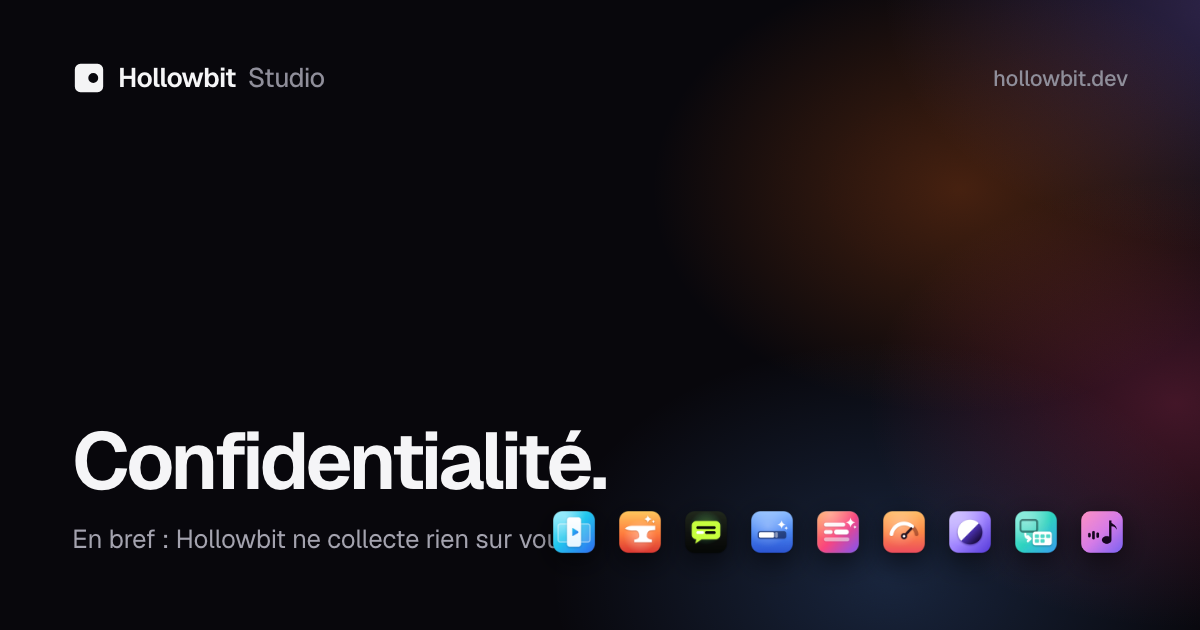 Hollowbit Studio
hollowbit.dev
Confidentialité.
En bref : Hollowbit ne collecte rien sur